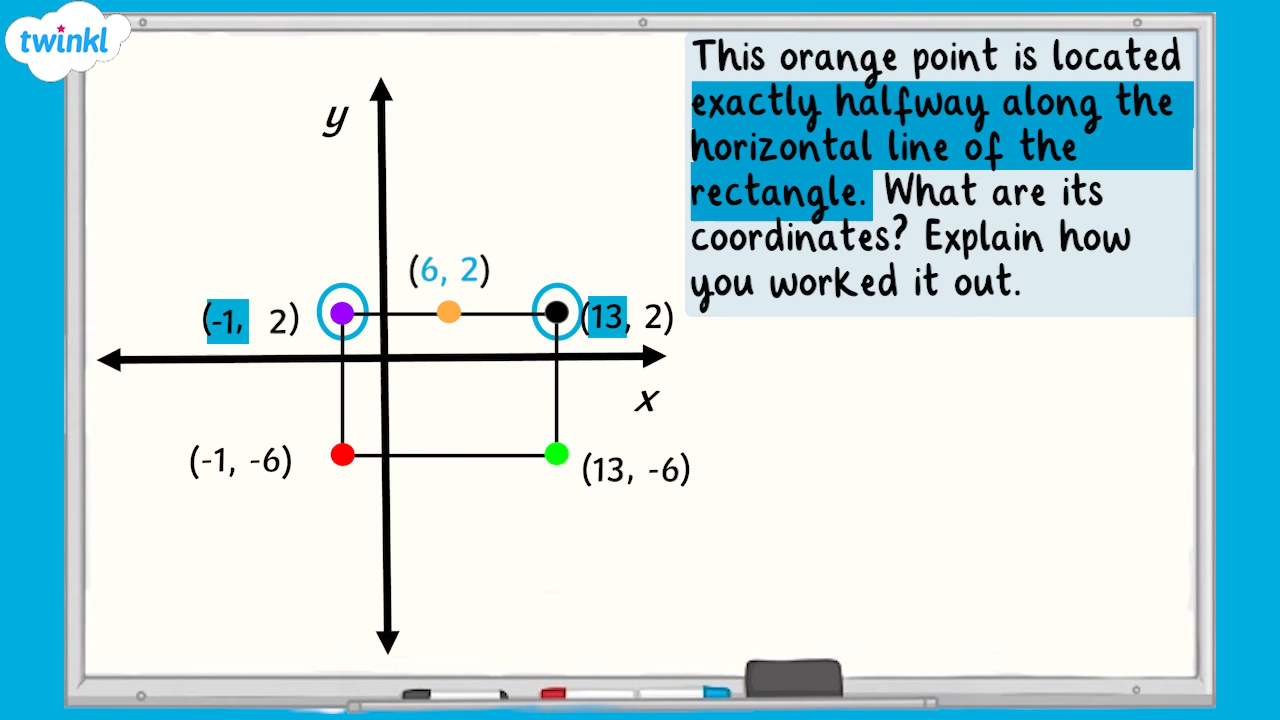 twinkl
This orange point is located
exactly halfway along the
horizontal line of the
rectangle. What are its
coordinates? Explain how
you worked it out.
y
(6, 2)
(-1, 2)
(13, 2)
x
(-1, -6)
(13, -6)